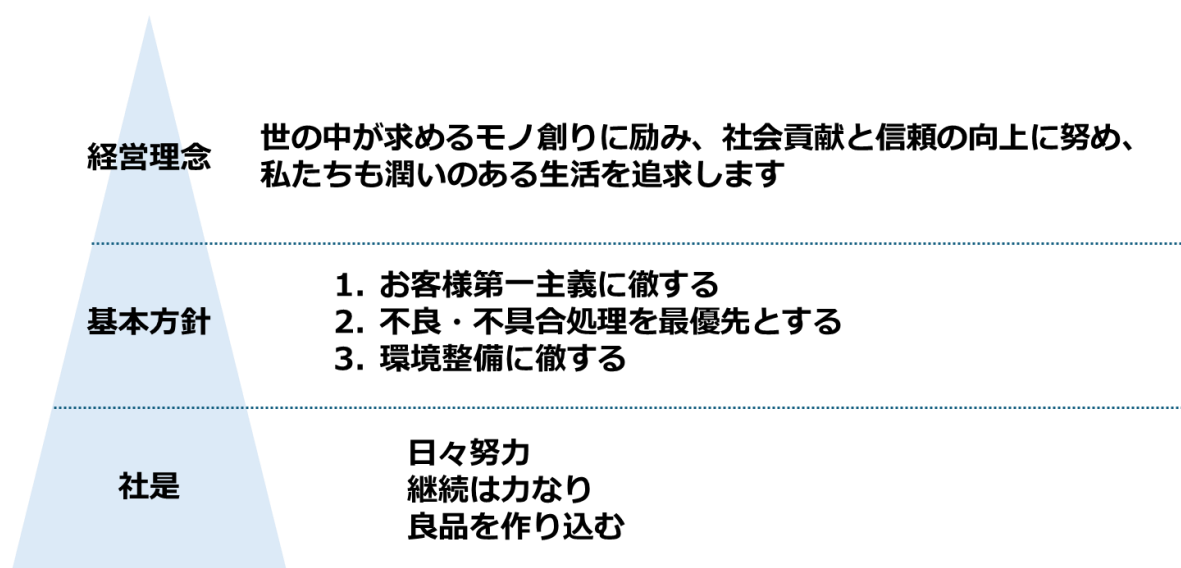 経営理念
世の中が求めるモノ創りに励み、社会貢献と信頼の向上に努め、
私たちも潤いのある生活を追求します
基本方針
1. お客様第一主義に徹する
2. 不良・不具合処理を最優先とする
3. 環境整備に徹する
社是
日々努力
継続は力なり
良品を作り込む